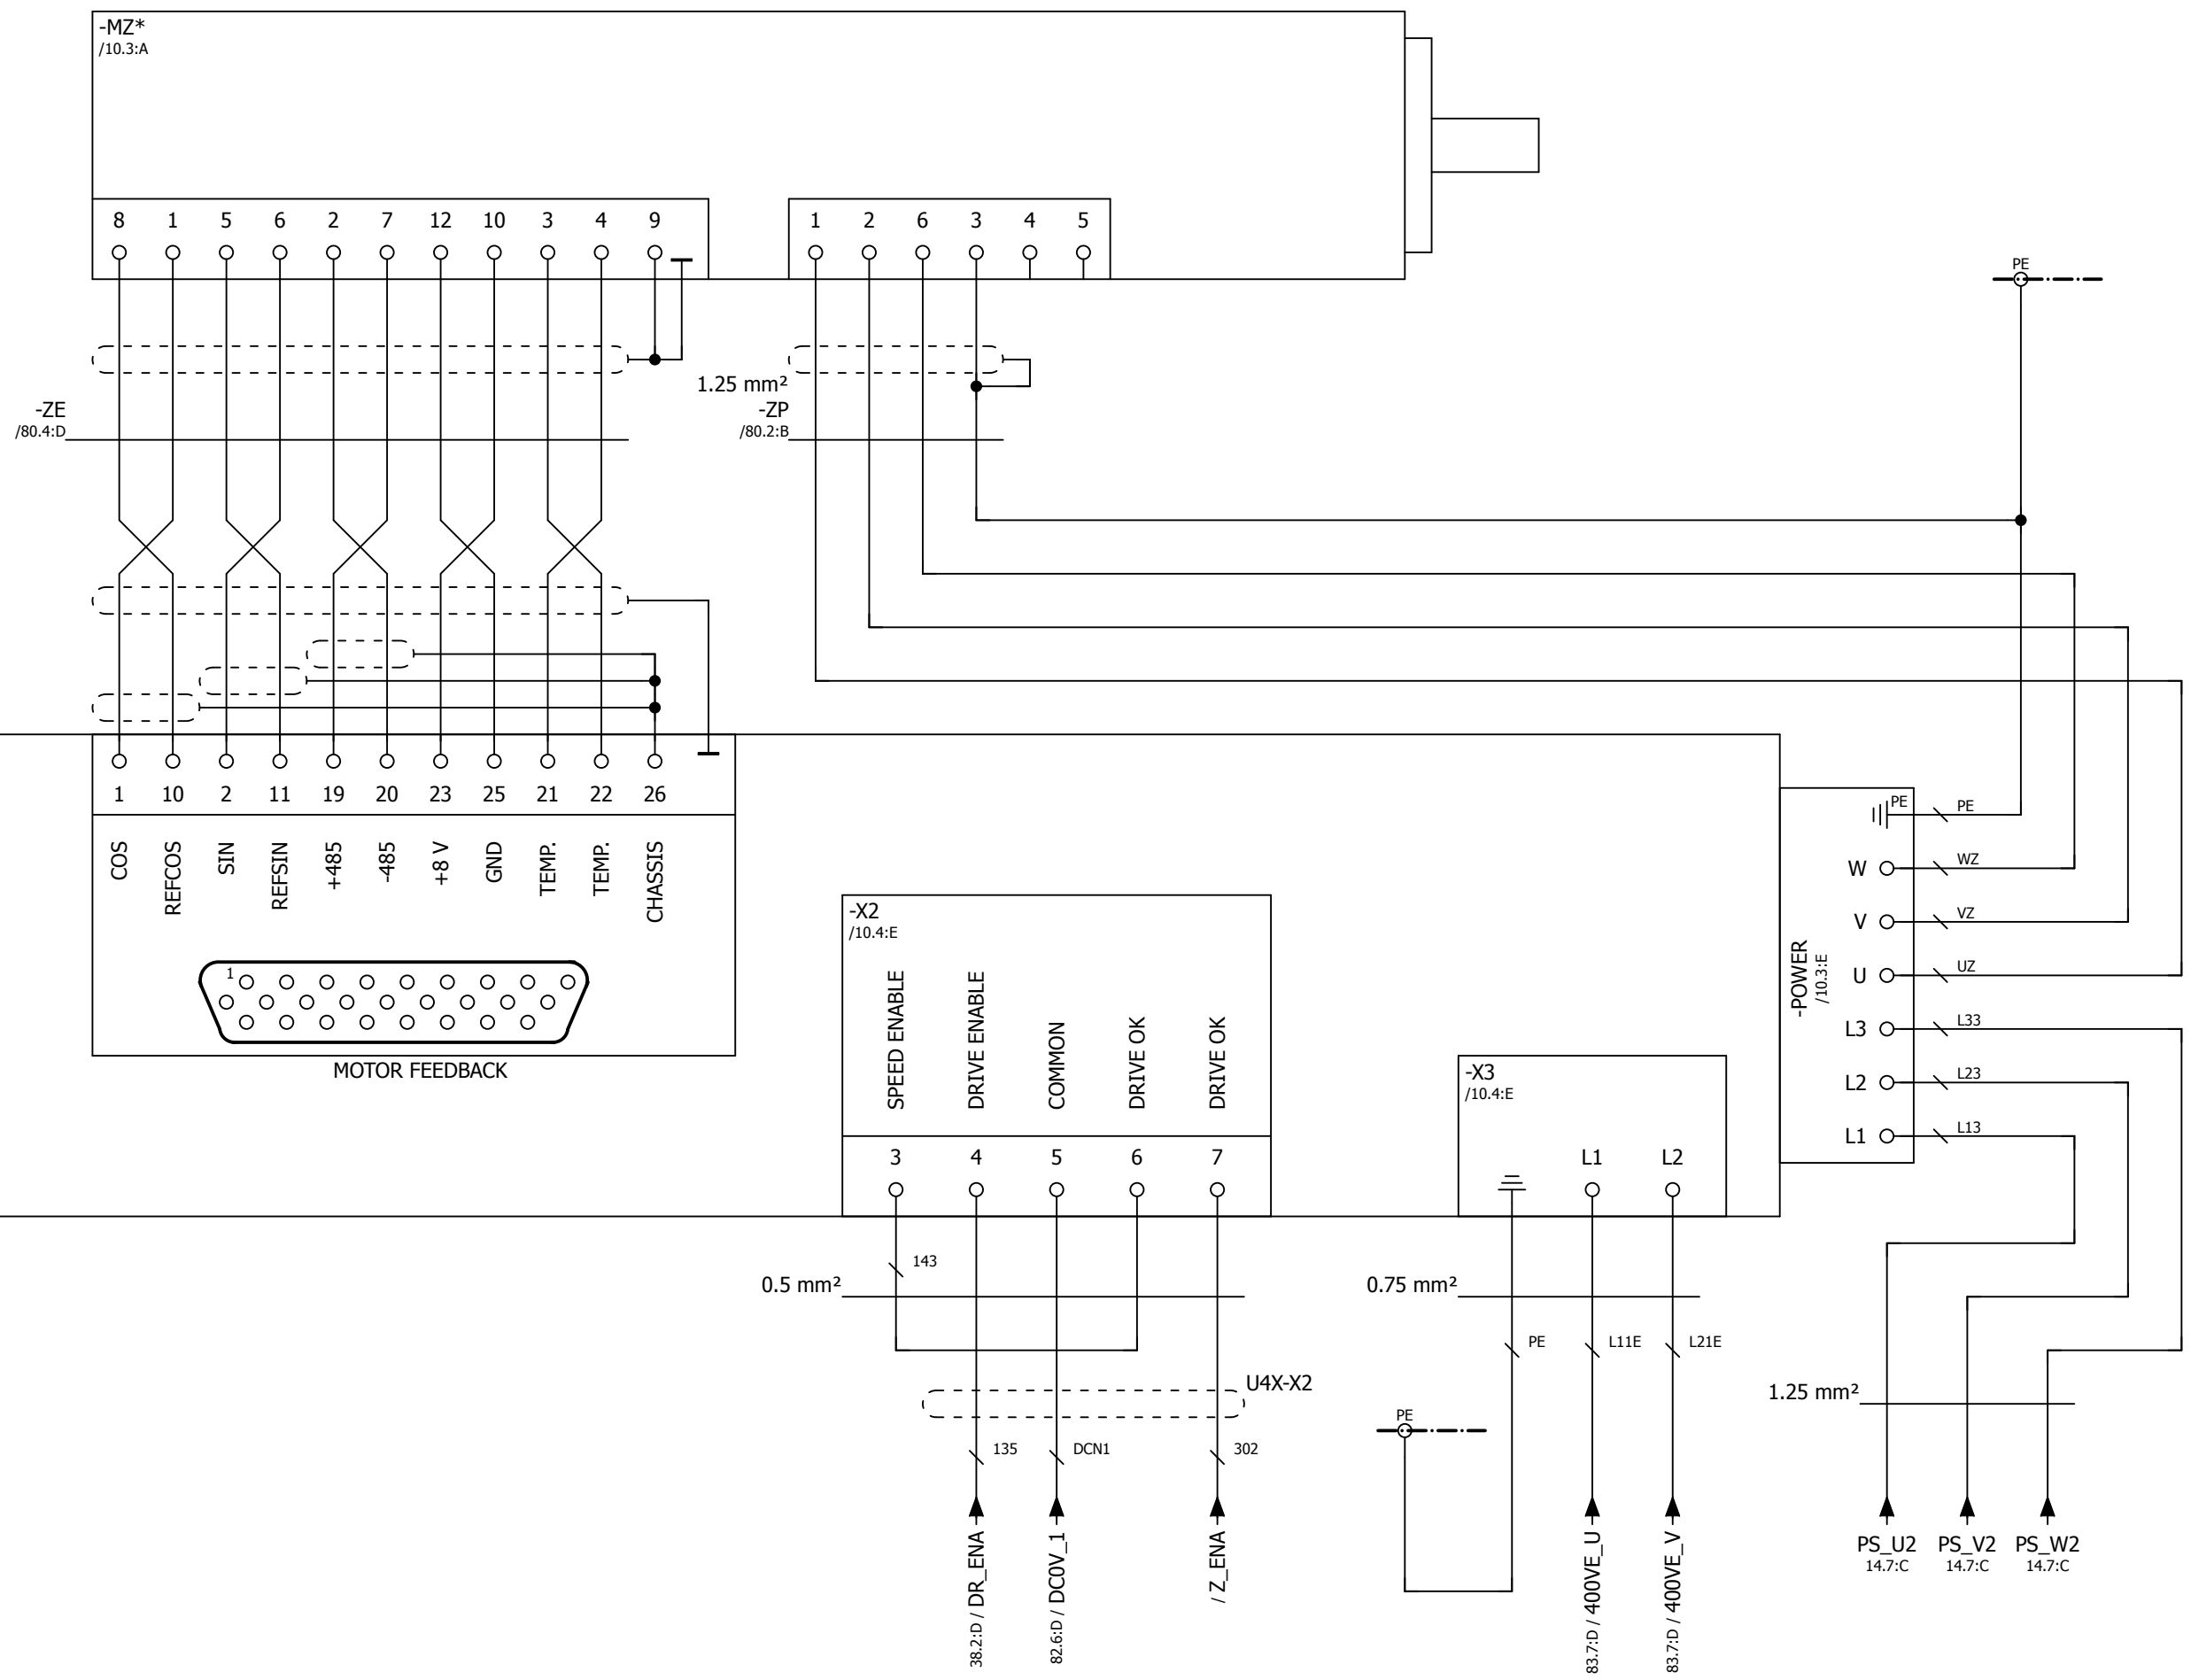 -MZ*
/10.3:A
8 1 5 6 2 7 12 10 3 4 9
1 2 6 3 4 5
PE
1.25 mm²
-ZE
/80.4:D
-ZP
/80.2:B
1 10 2 11 19 20 23 25 21 22 26
COS
REFCOS
SIN
REFSIN
+485
-485
+8 V
GND
TEMP.
TEMP.
CHASSIS
1
MOTOR FEEDBACK
-X2
/10.4:E
SPEED ENABLE
DRIVE ENABLE
COMMON
DRIVE OK
DRIVE OK
3 4 5 6 7
-X3
/10.4:E
L1 L2
-POWER
/10.3:E
PE PE
W WZ
V VZ
U UZ
L3 L33
L2 L23
L1 L13
143
0.5 mm²
0.75 mm²
PE L11E L21E
U4X-X2
1.25 mm²
PE
135 DCN1 302
38.2:D / DR_ENA
82.6:D / DC0V_1
/ Z_ENA
83.7:D / 400VE_U
83.7:D / 400VE_V
PS_U2 PS_V2 PS_W2
14.7:C 14.7:C 14.7:C